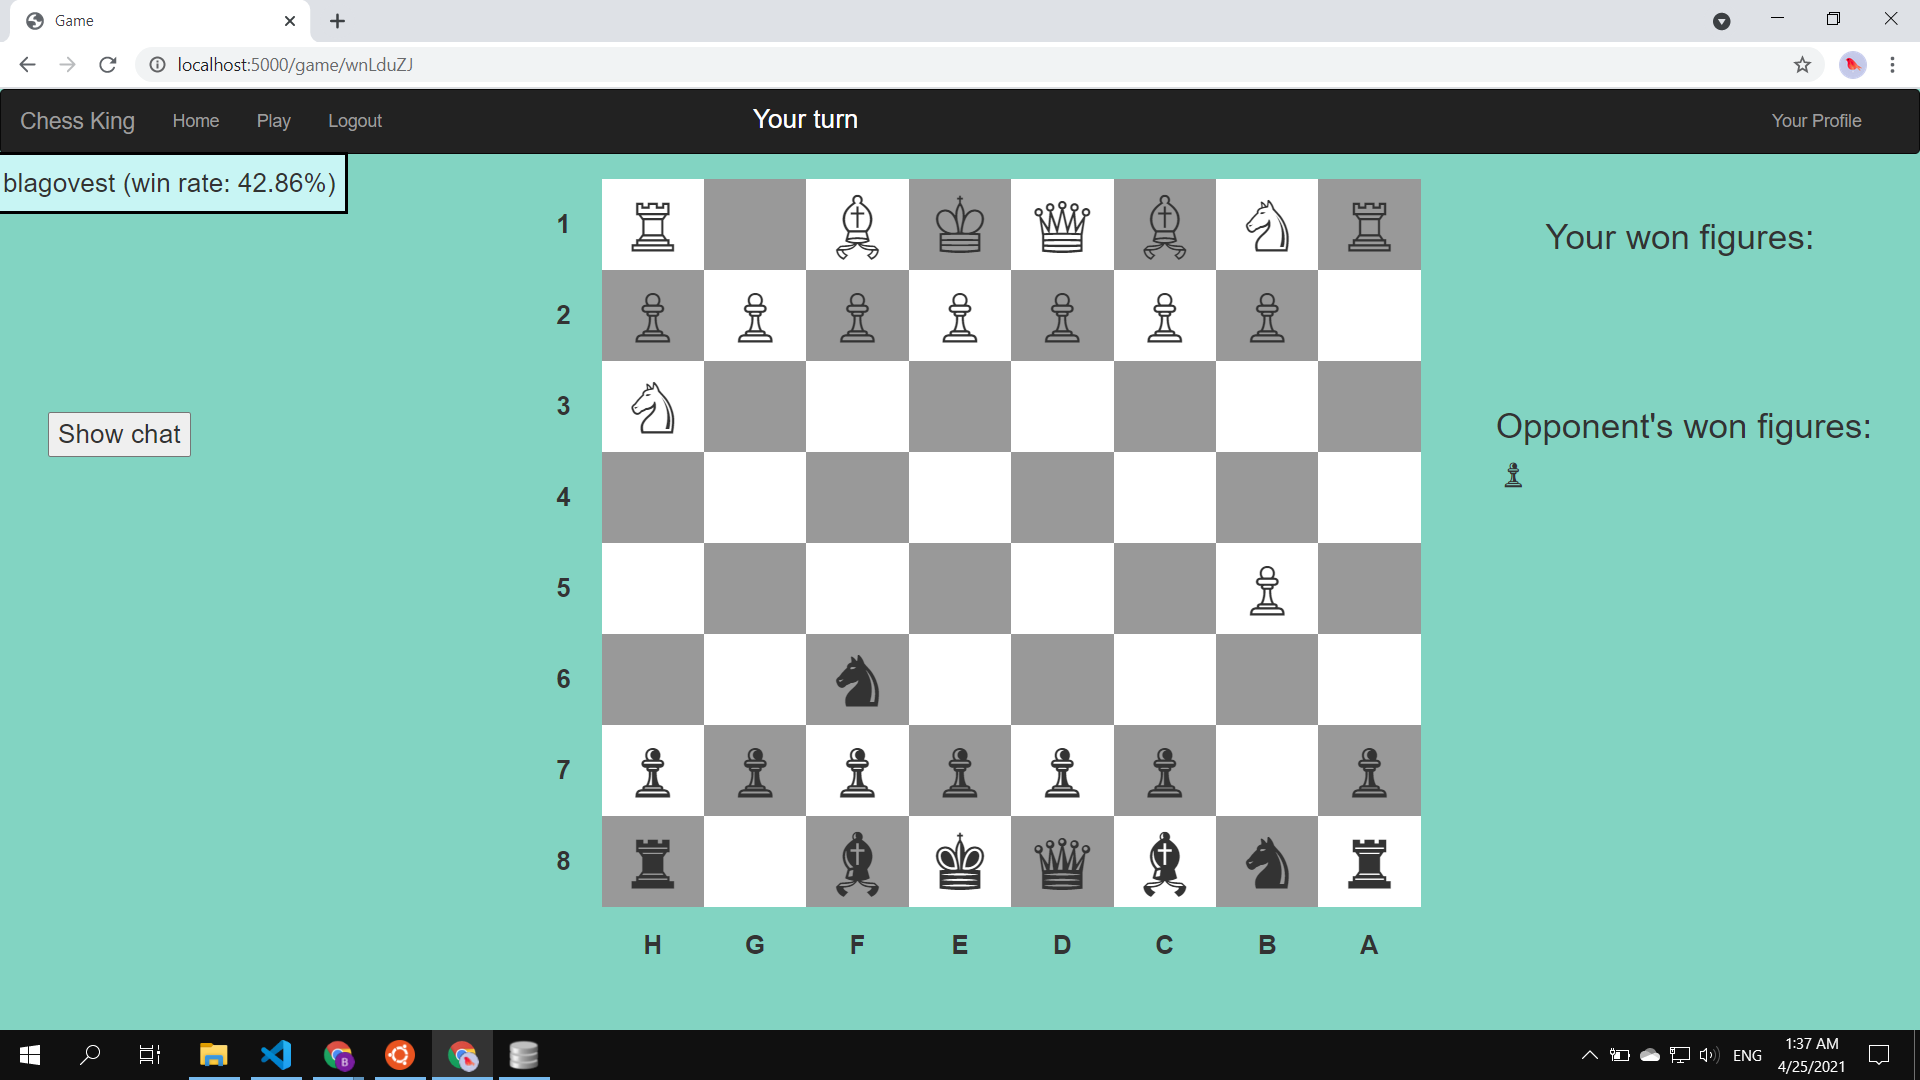 Game
localhost:5000/game/wnLduZJ
Chess King Home Play Logout Your turn Your Profile
blagovest (win rate: 42.86%)
Your won figures:
Show chat
Opponent's won figures:
1
2
3
4
5
6
7
8
H G F E D C B A
B
ENG
1:37 AM
4/25/2021